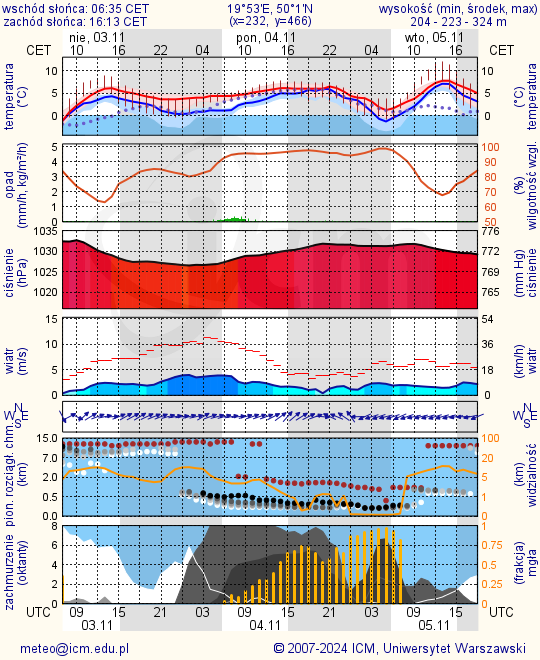 wschód słońca: 06:35 CET 19°53'E, 50°1'N wysokość (min, środek, max)
zachód słońca: 16:13 CET (x=232, y=466) 204 - 223 - 324 m
nie, 03.11 pon, 04.11 wto, 05.11
CET 10 16 22 04 10 16 22 04 10 16 CET
temperatura (°C) 10 5 0 10 5 0 (°C) temperatura
opad (mm/h, kg/m²/h) 5 4 3 2 1 0 100 90 80 70 60 50 (%) wilgotność wzgl.
ciśnienie (hPa) 1035 1030 1025 1020 776 772 769 765 (mm Hg) ciśnienie
wiatr (m/s) 15 10 5 0 54 36 18 0 (km/h) wiatr
N W E S N W E S
pion. rozciągł. chm. (km) 15.0 7.0 2.0 0.5 0.0 100 20 5 1 0 (km) widzialność
zachmurzenie (oktanty) 8 6 4 2 0 1 0.75 0.5 0.25 0 (frakcja) mgła
UTC 09 15 21 03 09 15 21 03 09 15 UTC
03.11 04.11 05.11
meteo@icm.edu.pl © 2007-2024 ICM, Uniwersytet Warszawski